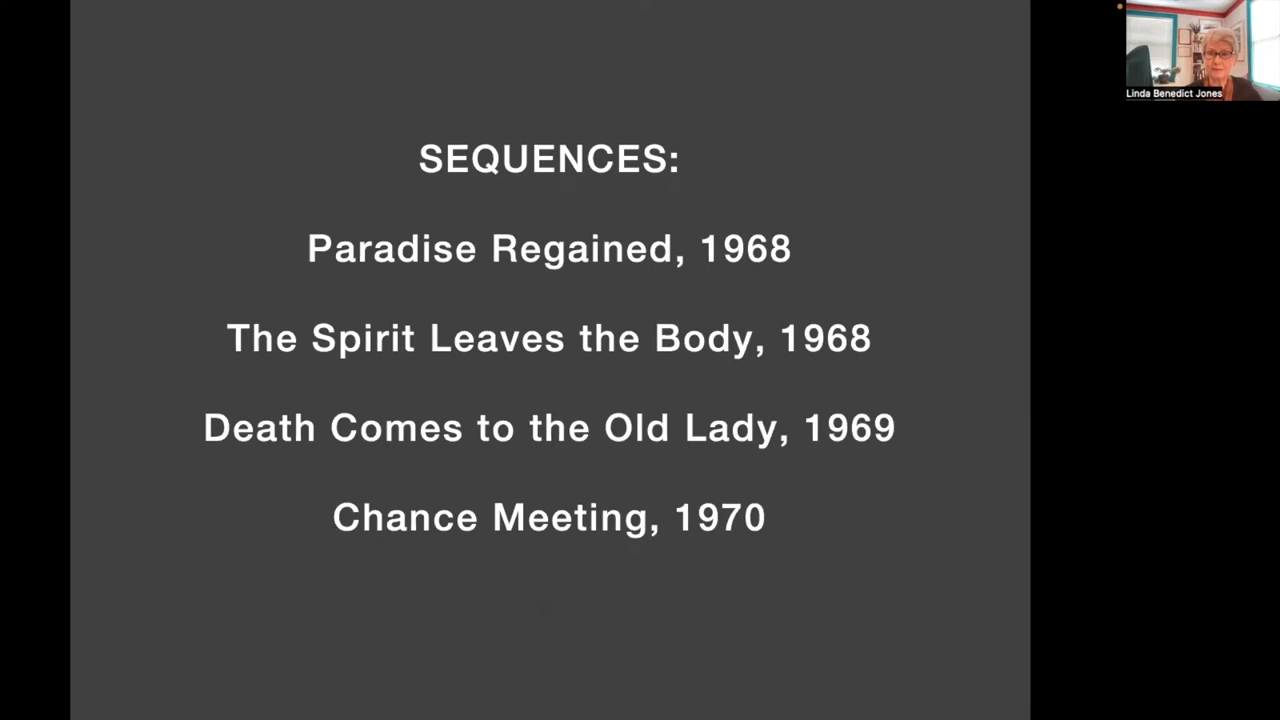 SEQUENCES:
Paradise Regained, 1968
The Spirit Leaves the Body, 1968
Death Comes to the Old Lady, 1969
Chance Meeting, 1970
Linda Benedict Jones